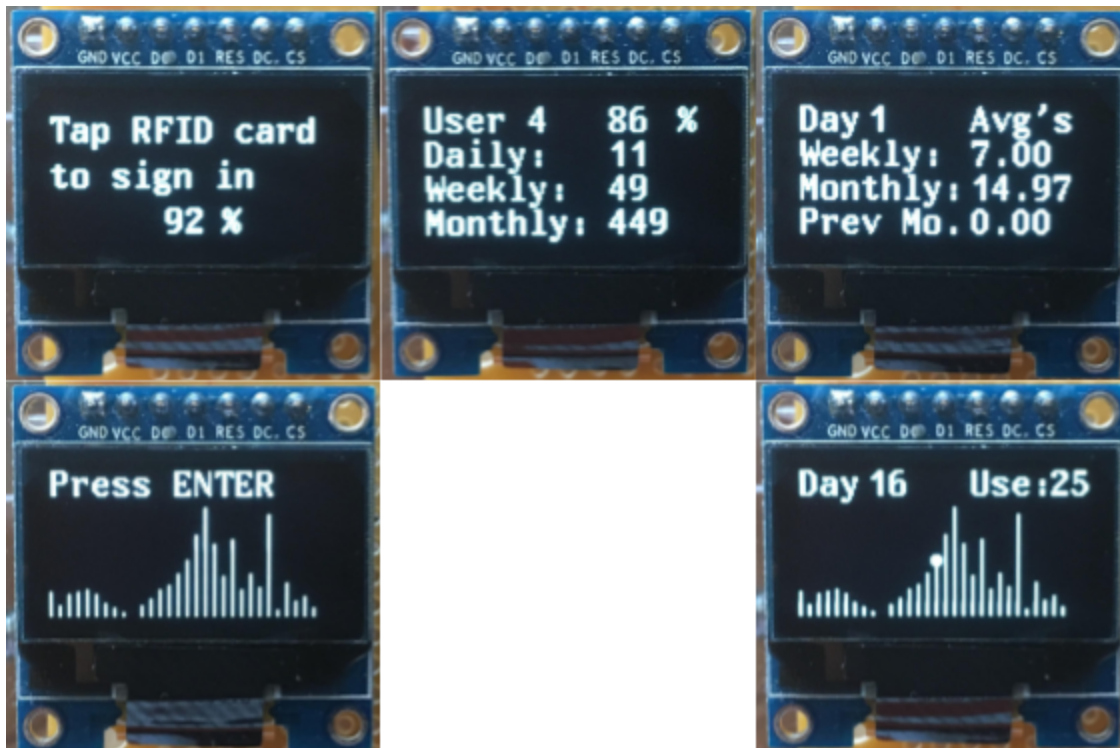 GND VCC D0 D1 RES DC. CS
Tap RFID card
to sign in
92 %
GND VCC D0 D1 RES DC. CS
User 4 86 %
Daily: 11
Weekly: 49
Monthly: 449
GND VCC D0 D1 RES DC. CS
Day 1 Avg's
Weekly: 7.00
Monthly: 14.97
Prev Mo. 0.00
GND VCC D0 D1 RES DC. CS
Press ENTER
GND VCC D0 D1 RES DC. CS
Day 16 Use:25